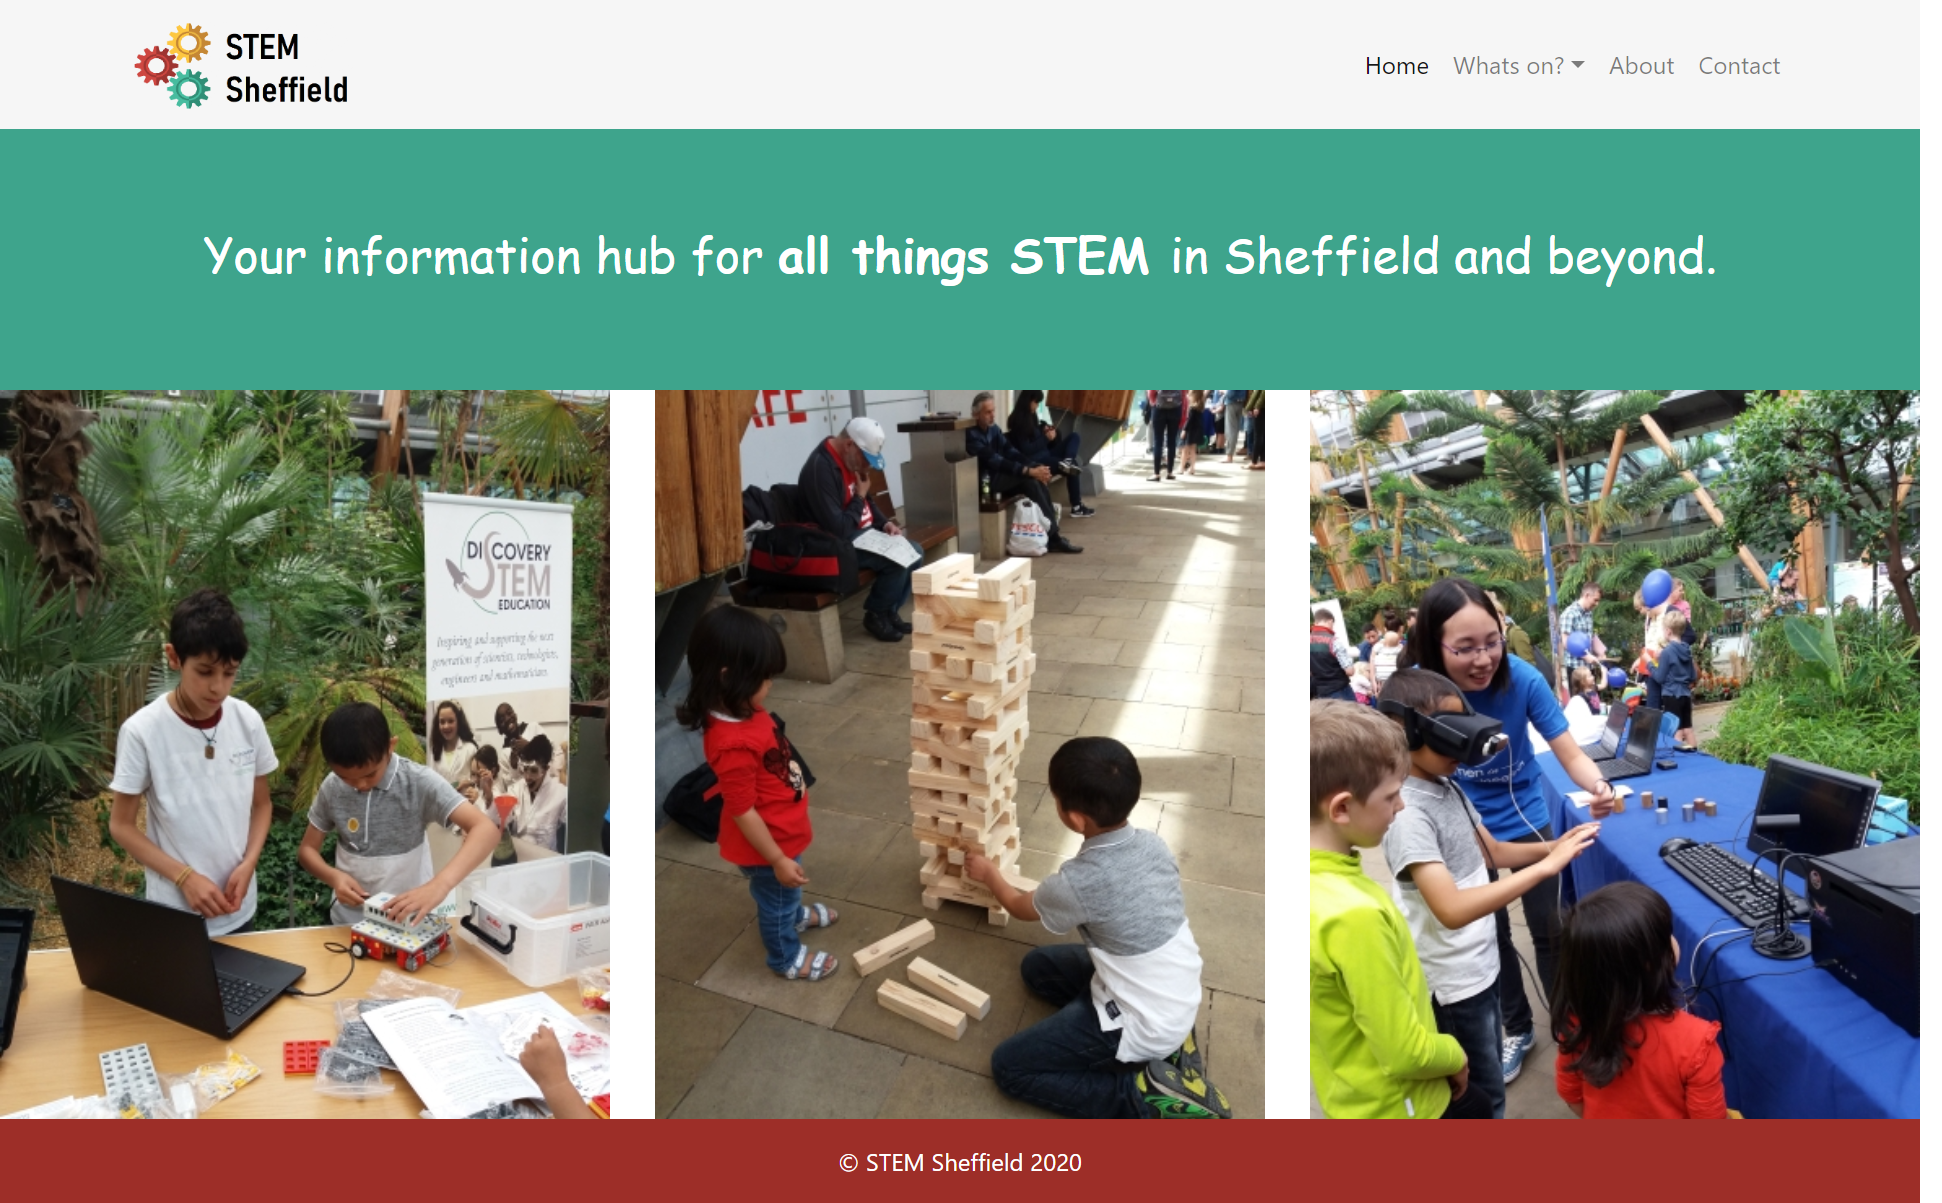 STEM
Sheffield
Home Whats on? About Contact
Your information hub for all things STEM in Sheffield and beyond.
DISCOVERY
STEM
EDUCATION
Inspiring and supporting the next
generation of scientists, technologists,
engineers and mathematicians.
AFE
© STEM Sheffield 2020